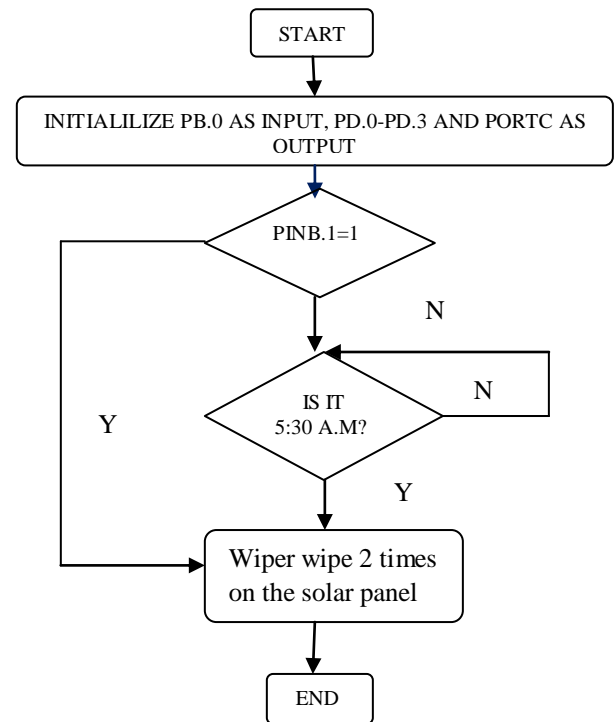 START
INITIALILIZE PB.0 AS INPUT, PD.0-PD.3 AND PORTC AS
OUTPUT
PINB.1=1
N
IS IT
5:30 A.M?
N
Y
Y
Wiper wipe 2 times
on the solar panel
END